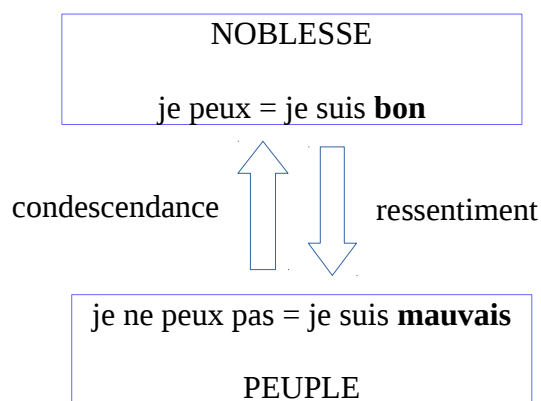 NOBLESSE
je peux = je suis bon
condescendance
ressentiment
je ne peux pas = je suis mauvais
PEUPLE